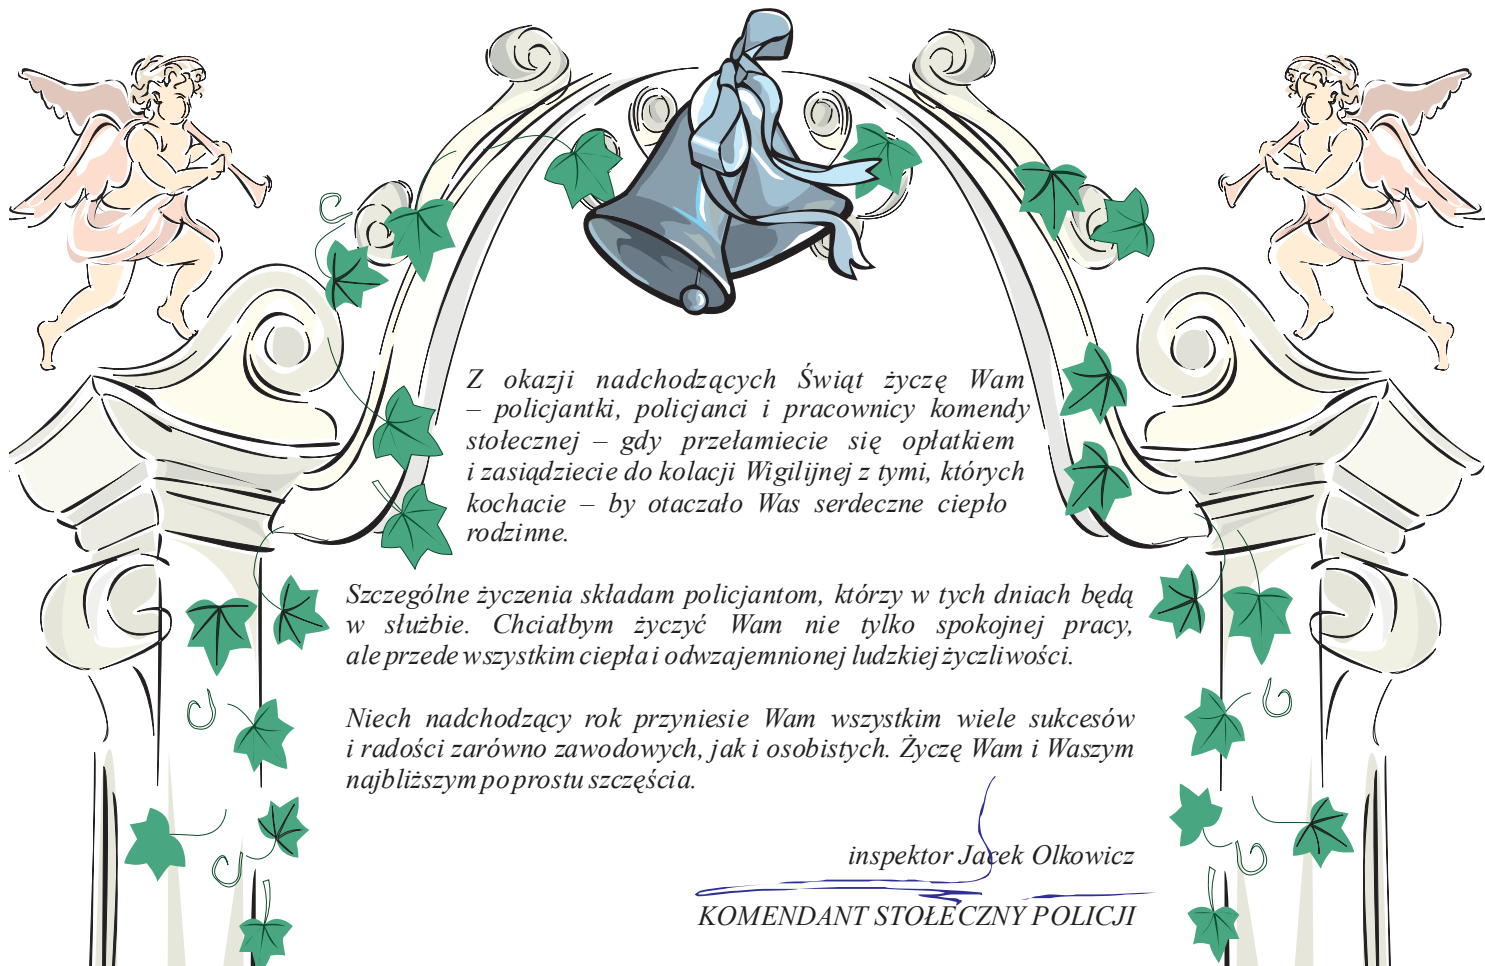 Z okazji nadchodzących Świąt życzę Wam
– policjantki, policjanci i pracownicy komendy
stołecznej – gdy przełamiecie się opłatkiem
i zasiądziecie do kolacji Wigilijnej z tymi, których
kochacie – by otaczało Was serdeczne ciepło
rodzinne.
Szczególne życzenia składam policjantom, którzy w tych dniach będą
w służbie. Chciałbym życzyć Wam nie tylko spokojnej pracy,
ale przede wszystkim ciepła i odwzajemnionej ludzkiej życzliwości.
Niech nadchodzący rok przyniesie Wam wszystkim wiele sukcesów
i radości zarówno zawodowych, jak i osobistych. Życzę Wam i Waszym
najbliższym po prostu szczęścia.
inspektor Jacek Olkowicz
KOMENDANT STOŁECZNY POLICJI